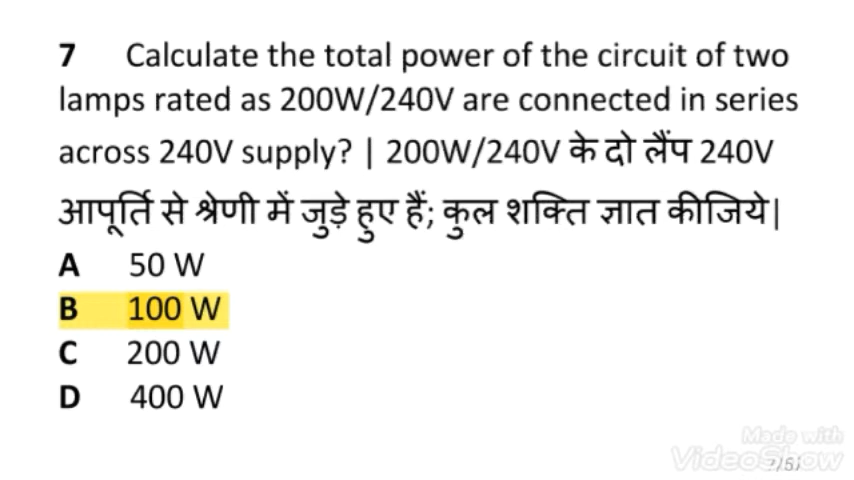 7 Calculate the total power of the circuit of two
lamps rated as 200W/240V are connected in series
across 240V supply? | 200W/240V के दो लैंप 240V
आपूर्ति से श्रेणी में जुड़े हुए हैं; कुल शक्ति ज्ञात कीजिये|
A 50 W
B 100 W
C 200 W
D 400 W
Made with
VideoShow